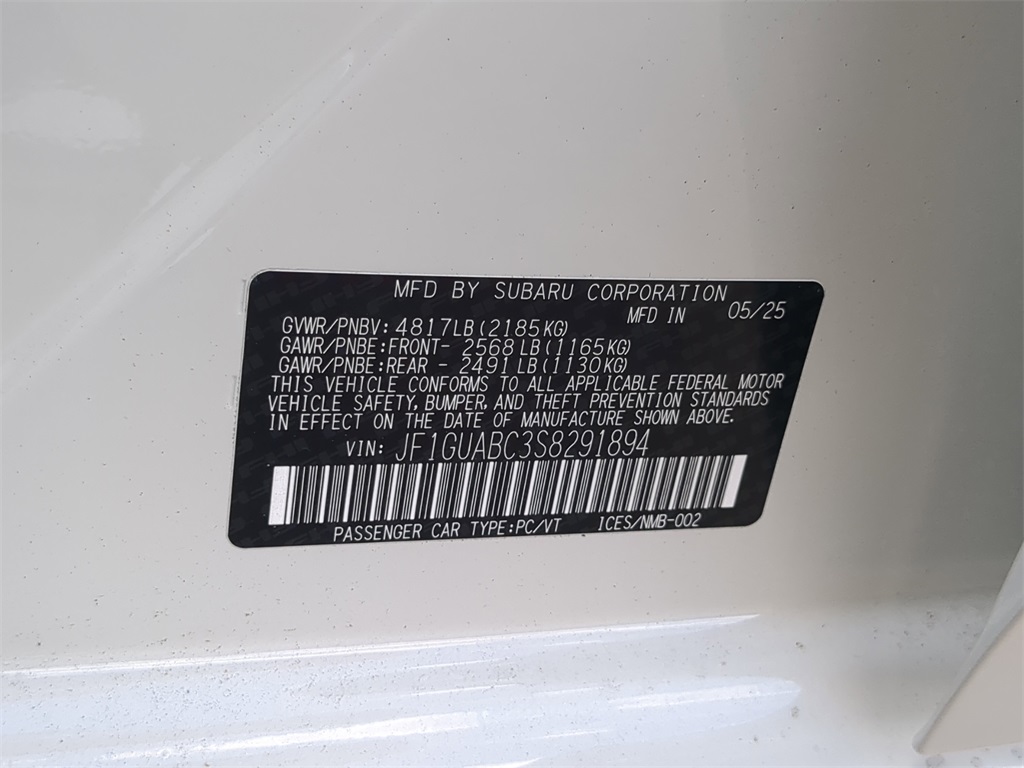 MFD BY SUBARU CORPORATION
MFD IN 05/25
GVWR/PNBV: 4817LB(2185KG)
GAWR/PNBE:FRONT- 2568LB(1165KG)
GAWR/PNBE:REAR - 2491LB(1130KG)
THIS VEHICLE CONFORMS TO ALL APPLICABLE FEDERAL MOTOR
VEHICLE SAFETY, BUMPER, AND THEFT PREVENTION STANDARDS
IN EFFECT ON THE DATE OF MANUFACTURE SHOWN ABOVE.
VIN: JF1GUABC3S8291894
PASSENGER CAR TYPE:PC/VT ICES/NMB-002